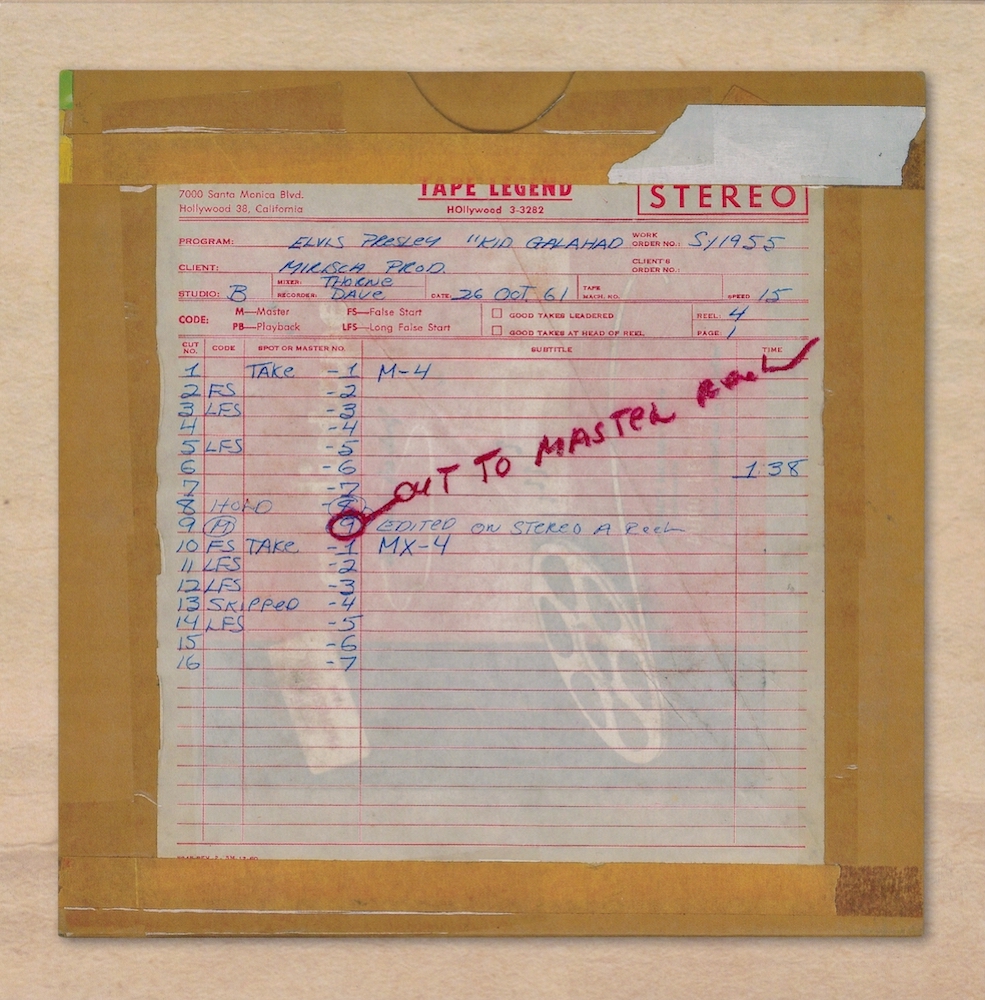 7000 Santa Monica Blvd.
Hollywood 38, California
TAPE LEGEND
HOllywood 3-3282
STEREO
PROGRAM: ELVIS PRESLEY "KID GALAHAD WORK ORDER NO.: S/1955
CLIENT: MIRISCH PROD. CLIENT'S ORDER NO.:
STUDIO: B MIXER: THORNE RECORDER: DAVE DATE: 26 OCT 61 TAPE MACH. NO. SPEED 15
CODE: M—Master FS—False Start GOOD TAKES LEADERED REEL: 4
PB—Playback LFS—Long False Start GOOD TAKES AT HEAD OF REEL. PAGE: 1
CUT NO. CODE SPOT OR MASTER NO. SUBTITLE TIME
1 TAKE -1 M-4
2 FS -2
3 LFS -3
4 -4
5 LFS -5
6 -6 1:38
7 -7
8 HOLD -8
OUT TO MASTER REEL
9 M 9 EDITED ON STEREO A REEL
10 FS TAKE -1 MX-4
11 LFS -2
12 LFS -3
13 SKIPPED -4
14 LFS -5
15 -6
16 -7